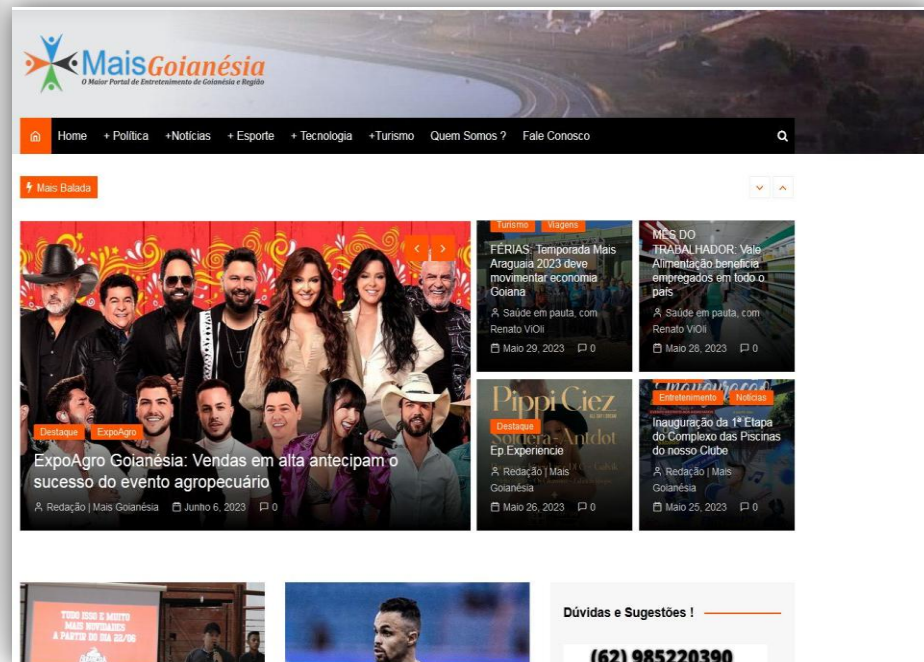 MaisGoianésia
O Maior Portal de Entretenimento de Goianésia e Região
Home + Política +Notícias + Esporte + Tecnologia +Turismo Quem Somos ? Fale Conosco
Mais Balada
Destaque ExpoAgro
ExpoAgro Goianésia: Vendas em alta antecipam o
sucesso do evento agropecuário
Redação | Mais Goianésia Junho 6, 2023 0
Turismo Viagens
FÉRIAS: Temporada Mais
Araguaia 2023 deve
movimentar economia
Goiana
Saúde em pauta, com
Renato ViOli
Maio 29, 2023 0
MÊS DO
TRABALHADOR: Vale
Alimentação beneficia
empregados em todo o
país
Saúde em pauta, com
Renato ViOli
Maio 28, 2023 0
Pippi Ciez
Destaque
Soldera-Antdot
Ep.Experiencie
Redação | Mais
Goianésia
Maio 26, 2023 0
Inauguração
Entretenimento Notícias
Inauguração da 1ª Etapa
do Complexo das Piscinas
do nosso Clube
Redação | Mais
Goianésia
Maio 25, 2023 0
TUDO ISSO E MUITO
MAIS NOVIDADES
A PARTIR DO DIA 22/06
Dúvidas e Sugestões !
(62) 985220390